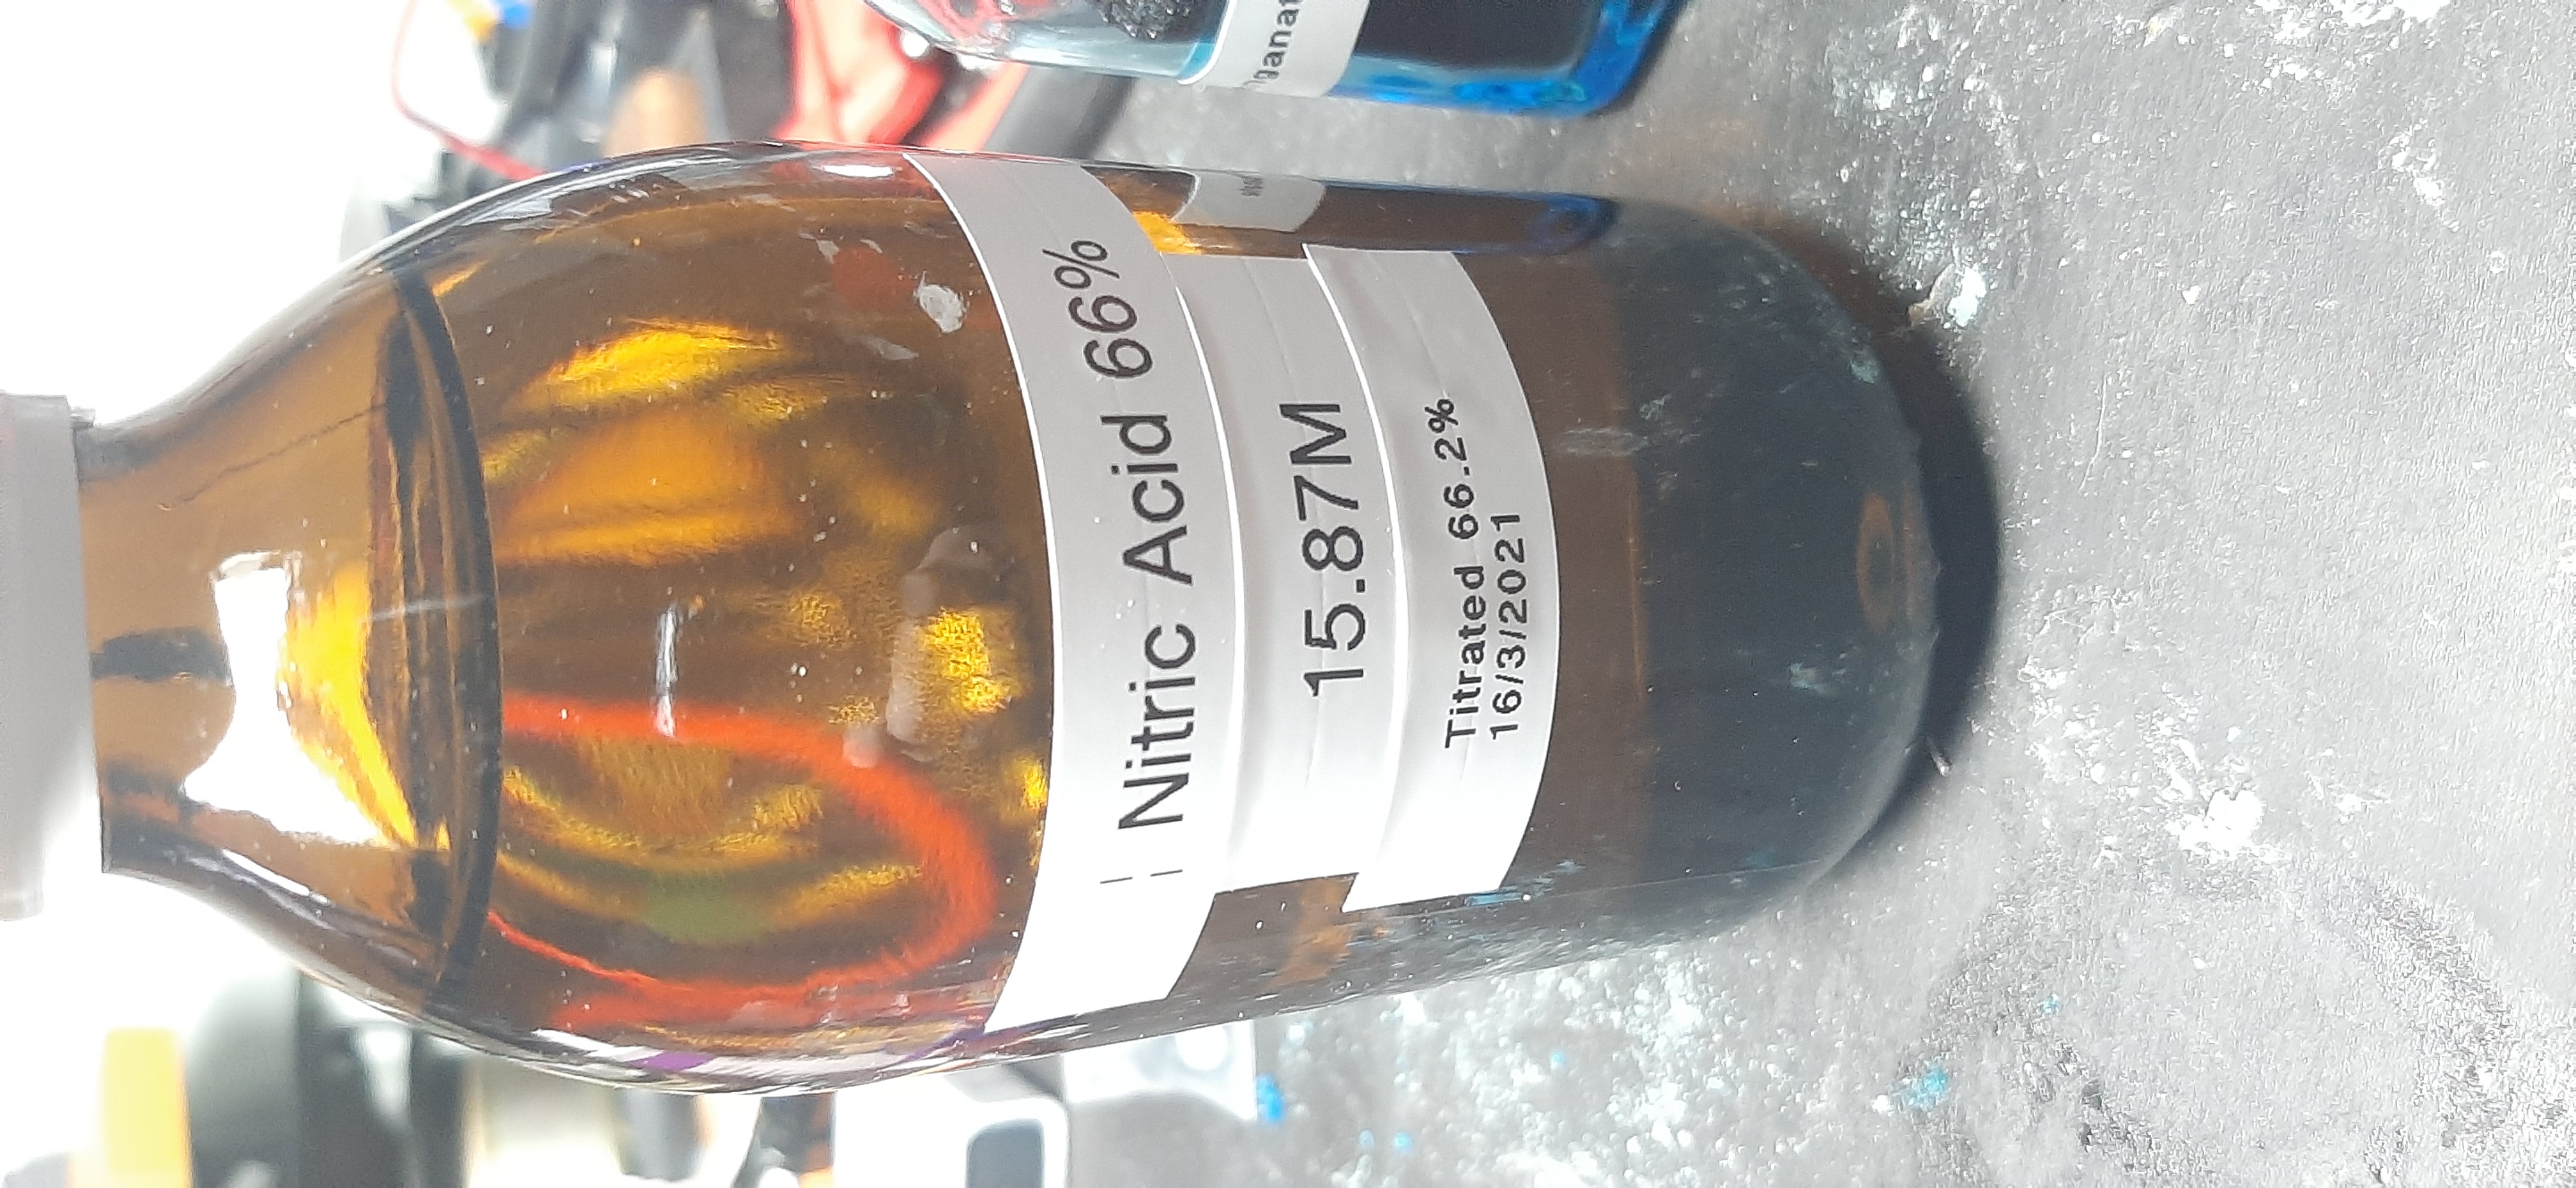 Nitric Acid 66%
15.87M
Titrated 66.2%
16/3/2021